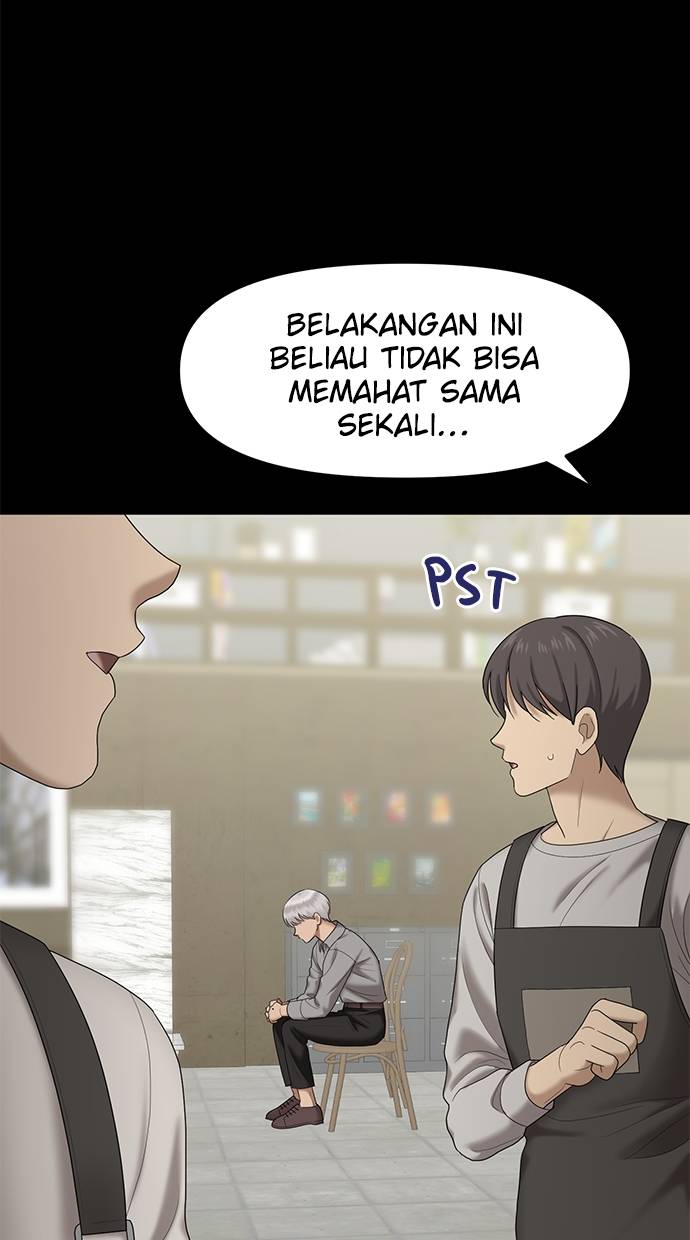 BELAKANGAN INI
BELIAU TIDAK BISA
MEMAHAT SAMA
SEKALI...
PST